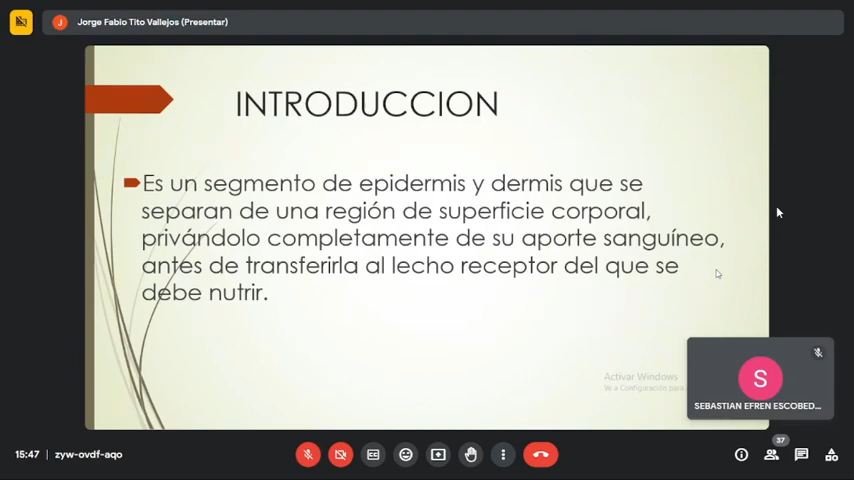 J
Jorge Fabio Tito Vallejos (Presentar)
INTRODUCCION
Es un segmento de epidermis y dermis que se
separan de una región de superficie corporal,
privándolo completamente de su aporte sanguíneo,
antes de transferirla al lecho receptor del que se
debe nutrir.
Activar Windows
Ve a Configuración para
S
SEBASTIAN EFREN ESCOBED...
15:47 | zyw-ovdf-aqo
37